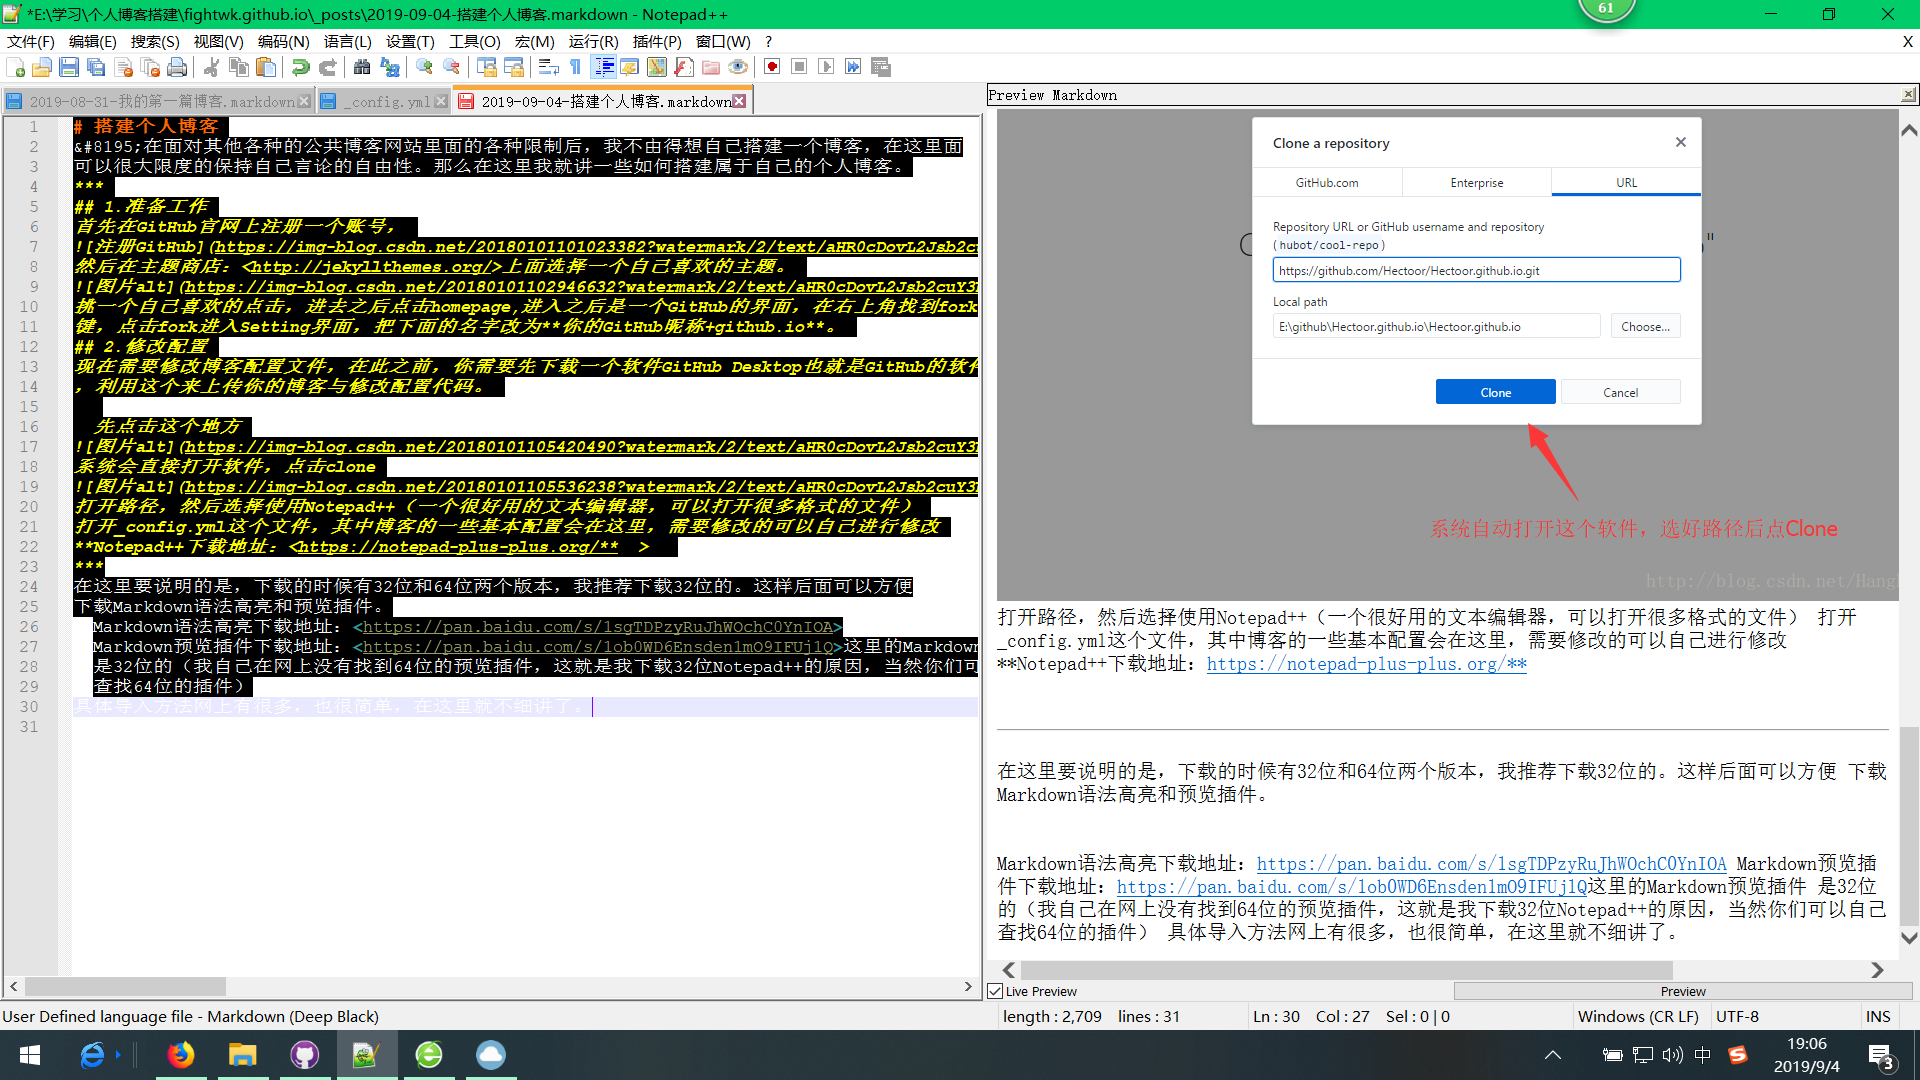 *E:\学习\个人博客搭建\fightwk.github.io\_posts\2019-09-04-搭建个人博客.markdown - Notepad++
61
文件(F) 编辑(E) 搜索(S) 视图(V) 编码(N) 语言(L) 设置(T) 工具(O) 宏(M) 运行(R) 插件(P) 窗口(W) ?
X
2019-08-31-我的第一篇博客.markdown
_config.yml
2019-09-04-搭建个人博客.markdown
1 # 搭建个人博客
2 &#8195;在面对其他各种的公共博客网站里面的各种限制后，我不由得想自己搭建一个博客，在这里面
3 可以很大限度的保持自己言论的自由性。那么在这里我就讲一些如何搭建属于自己的个人博客。
4 ***
5 ## 1.准备工作
6 首先在GitHub官网上注册一个账号，
7 ![注册GitHub](https://img-blog.csdn.net/20180101101023382?watermark/2/text/aHR0cDovL2Jsb2cu
8 然后在主题商店：<http://jekyllthemes.org/>上面选择一个自己喜欢的主题。
9 ![图片alt](https://img-blog.csdn.net/20180101102946632?watermark/2/text/aHR0cDovL2Jsb2cuY3
10 挑一个自己喜欢的点击，进去之后点击homepage,进入之后是一个GitHub的界面，在右上角找到fork
11 键，点击fork进入Setting界面，把下面的名字改为**你的GitHub昵称+github.io**。
12 ## 2.修改配置
13 现在需要修改博客配置文件，在此之前，你需要先下载一个软件GitHub Desktop也就是GitHub的软件
14 ，利用这个来上传你的博客与修改配置代码。
15
16 先点击这个地方
17 ![图片alt](https://img-blog.csdn.net/20180101105420490?watermark/2/text/aHR0cDovL2Jsb2cuY3
18 系统会直接打开软件，点击clone
19 ![图片alt](https://img-blog.csdn.net/20180101105536238?watermark/2/text/aHR0cDovL2Jsb2cuY3
20 打开路径，然后选择使用Notepad++（一个很好用的文本编辑器，可以打开很多格式的文件）
21 打开_config.yml这个文件，其中博客的一些基本配置会在这里，需要修改的可以自己进行修改
22 **Notepad++下载地址：<https://notepad-plus-plus.org/** >
23 ***
24 在这里要说明的是，下载的时候有32位和64位两个版本，我推荐下载32位的。这样后面可以方便
25 下载Markdown语法高亮和预览插件。
26 Markdown语法高亮下载地址：<https://pan.baidu.com/s/1sgTDPzyRuJhWOchC0YnIOA>
27 Markdown预览插件下载地址：<https://pan.baidu.com/s/1ob0WD6Ensden1mO9IFUj1Q>这里的Markdown
28 是32位的（我自己在网上没有找到64位的预览插件，这就是我下载32位Notepad++的原因，当然你们可
29 查找64位的插件）
30 具体导入方法网上有很多，也很简单，在这里就不细讲了。
31
Preview Markdown
Clone a repository
GitHub.com Enterprise URL
Repository URL or GitHub username and repository
(hubot/cool-repo)
https://github.com/Hectoor/Hectoor.github.io.git
Local path
E:\github\Hectoor.github.io\Hectoor.github.io Choose...
Clone Cancel
系统自动打开这个软件，选好路径后点Clone
http://blog.csdn.net/Hang
打开路径，然后选择使用Notepad++（一个很好用的文本编辑器，可以打开很多格式的文件） 打开
_config.yml这个文件，其中博客的一些基本配置会在这里，需要修改的可以自己进行修改
**Notepad++下载地址：https://notepad-plus-plus.org/**
在这里要说明的是，下载的时候有32位和64位两个版本，我推荐下载32位的。这样后面可以方便 下载
Markdown语法高亮和预览插件。
Markdown语法高亮下载地址：https://pan.baidu.com/s/1sgTDPzyRuJhWOchC0YnIOA Markdown预览插
件下载地址：https://pan.baidu.com/s/1ob0WD6Ensden1mO9IFUj1Q这里的Markdown预览插件 是32位
的（我自己在网上没有找到64位的预览插件，这就是我下载32位Notepad++的原因，当然你们可以自己
查找64位的插件） 具体导入方法网上有很多，也很简单，在这里就不细讲了。
Live Preview
Preview
User Defined language file - Markdown (Deep Black)
length : 2,709 lines : 31
Ln : 30 Col : 27 Sel : 0 | 0
Windows (CR LF)
UTF-8
INS
中
19:06
2019/9/4
3